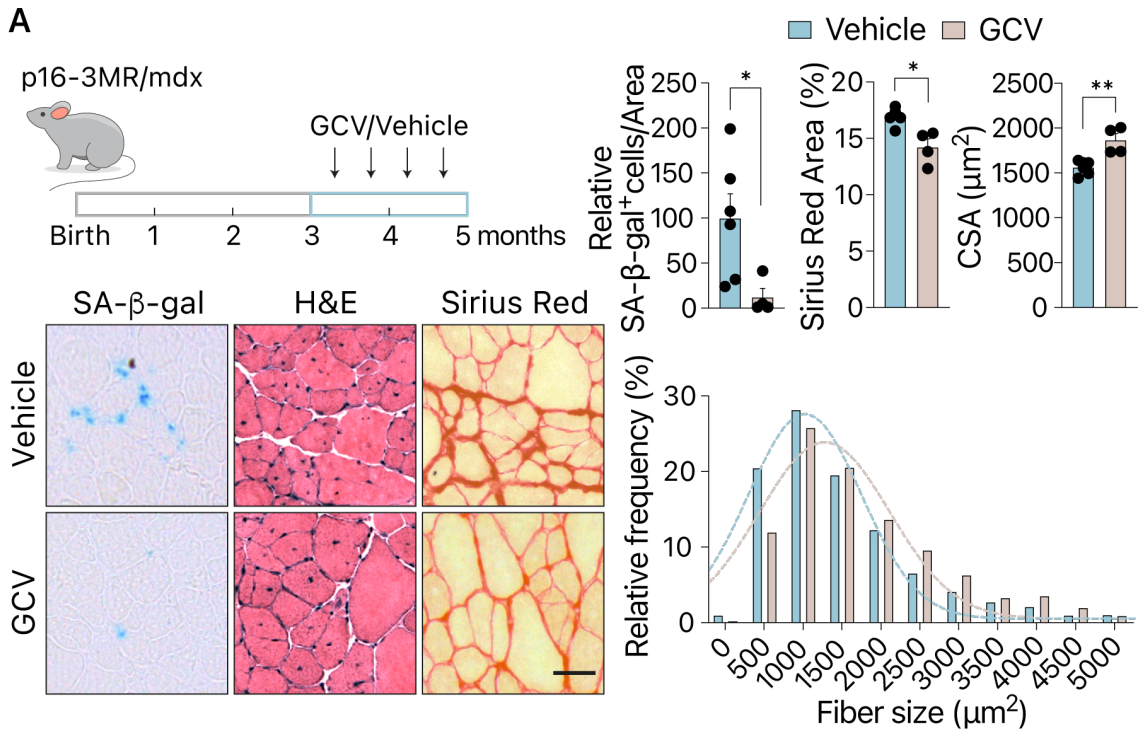 A
Vehicle GCV
p16-3MR/mdx
GCV/Vehicle
Birth 1 2 3 4 5 months
SA-β-gal H&E Sirius Red
Vehicle
GCV
Relative
SA-β-gal⁺cells/Area
250
200
150
100
50
0
*
Sirius Red Area (%)
20
15
10
5
0
*
CSA (μm²)
2500
2000
1500
1000
500
0
**
Relative frequency (%)
30
20
10
0
0 500 1000 1500 2000 2500 3000 3500 4000 4500 5000
Fiber size (μm²)